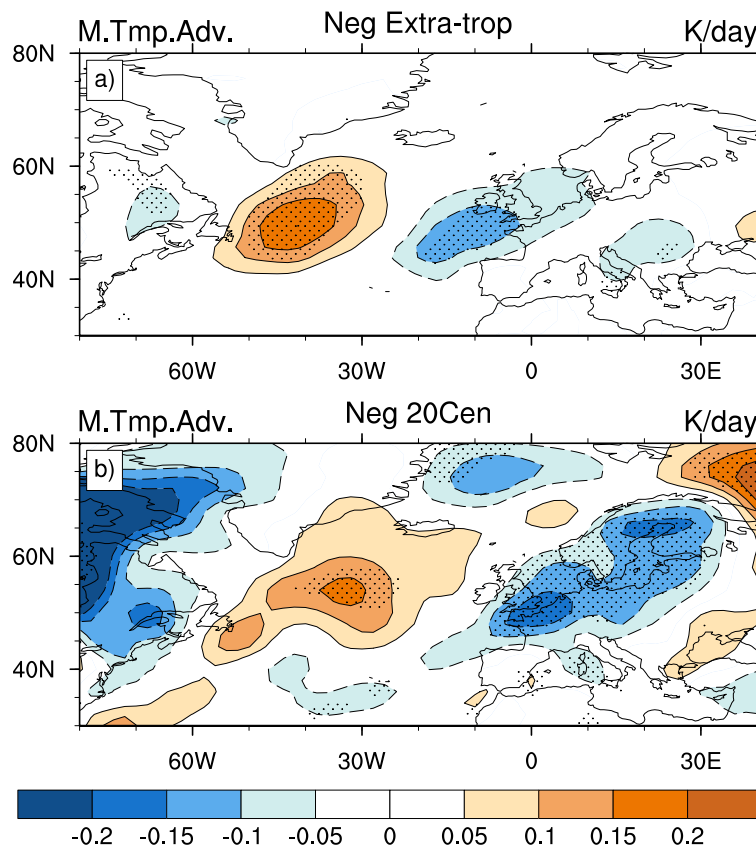 M.Tmp.Adv. Neg Extra-trop K/day
80N
a)
60N
40N
60W 30W 0 30E
M.Tmp.Adv. Neg 20Cen K/day
80N
b)
60N
40N
60W 30W 0 30E
-0.2 -0.15 -0.1 -0.05 0 0.05 0.1 0.15 0.2